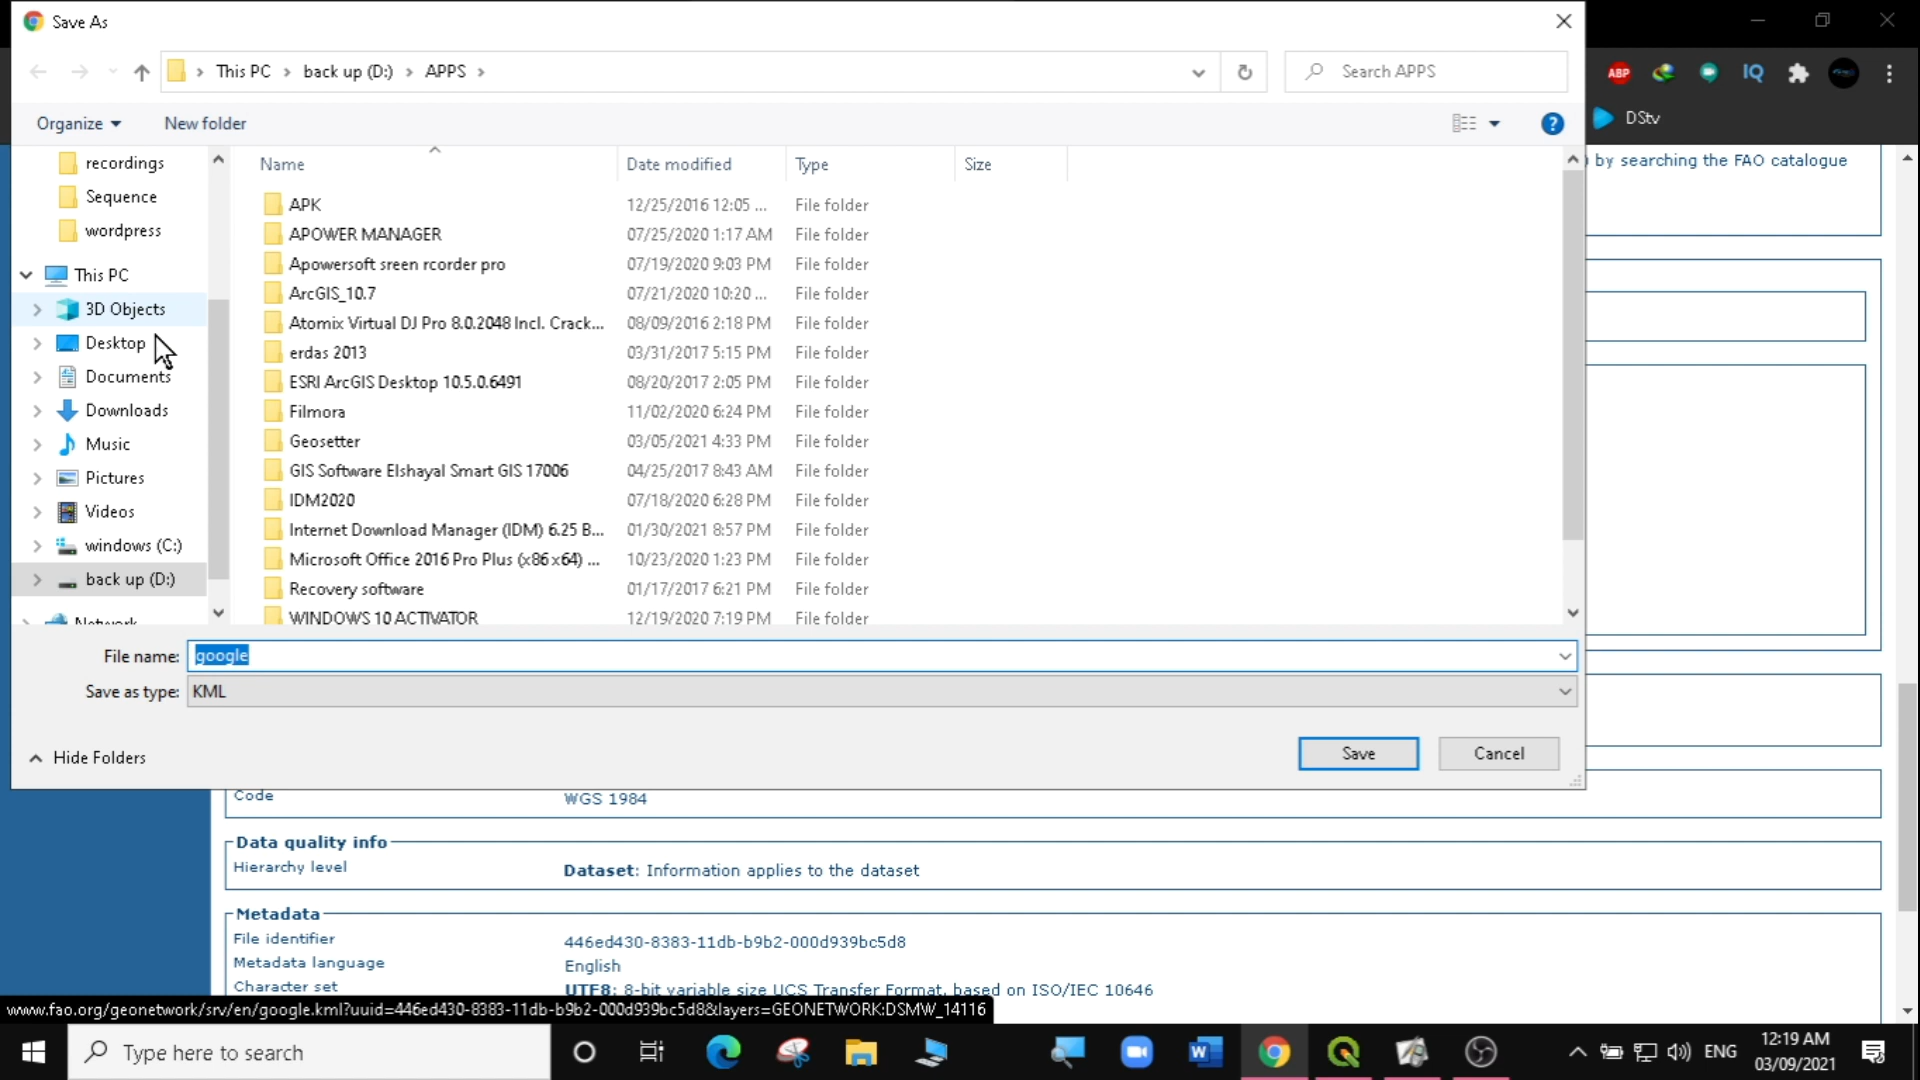 Save As
This PC > back up (D:) > APPS >
Search APPS
Organize
New folder
ABP
IQ
DStv
recordings
Sequence
wordpress
This PC
3D Objects
Desktop
Documents
Downloads
Music
Pictures
Videos
windows (C:)
back up (D:)
Network
Name Date modified Type Size
APK 12/25/2016 12:05 ... File folder
APOWER MANAGER 07/25/2020 1:17 AM File folder
Apowersoft sreen rcorder pro 07/19/2020 9:03 PM File folder
ArcGIS_10.7 07/21/2020 10:20 ... File folder
Atomix Virtual DJ Pro 8.0.2048 Incl. Crack... 08/09/2016 2:18 PM File folder
erdas 2013 03/31/2017 5:15 PM File folder
ESRI ArcGIS Desktop 10.5.0.6491 08/20/2017 2:05 PM File folder
Filmora 11/02/2020 6:24 PM File folder
Geosetter 03/05/2021 4:33 PM File folder
GIS Software Elshayal Smart GIS 17006 04/25/2017 8:43 AM File folder
IDM2020 07/18/2020 6:28 PM File folder
Internet Download Manager (IDM) 6.25 B... 01/30/2021 8:57 PM File folder
Microsoft Office 2016 Pro Plus (x86 x64) ... 10/23/2020 1:23 PM File folder
Recovery software 01/17/2017 6:21 PM File folder
WINDOWS 10 ACTIVATOR 12/19/2020 7:19 PM File folder
by searching the FAO catalogue
File name: google
Save as type: KML
Hide Folders
Save
Cancel
Code WGS 1984
Data quality info
Hierarchy level Dataset: Information applies to the dataset
Metadata
File identifier 446ed430-8383-11db-b9b2-000d939bc5d8
Metadata language English
Character set UTF8: 8-bit variable size UCS Transfer Format, based on ISO/IEC 10646
www.fao.org/geonetwork/srv/en/google.kml?uuid=446ed430-8383-11db-b9b2-000d939bc5d8&layers=GEONETWORK:DSMW_14116
Type here to search
ENG
12:19 AM
03/09/2021